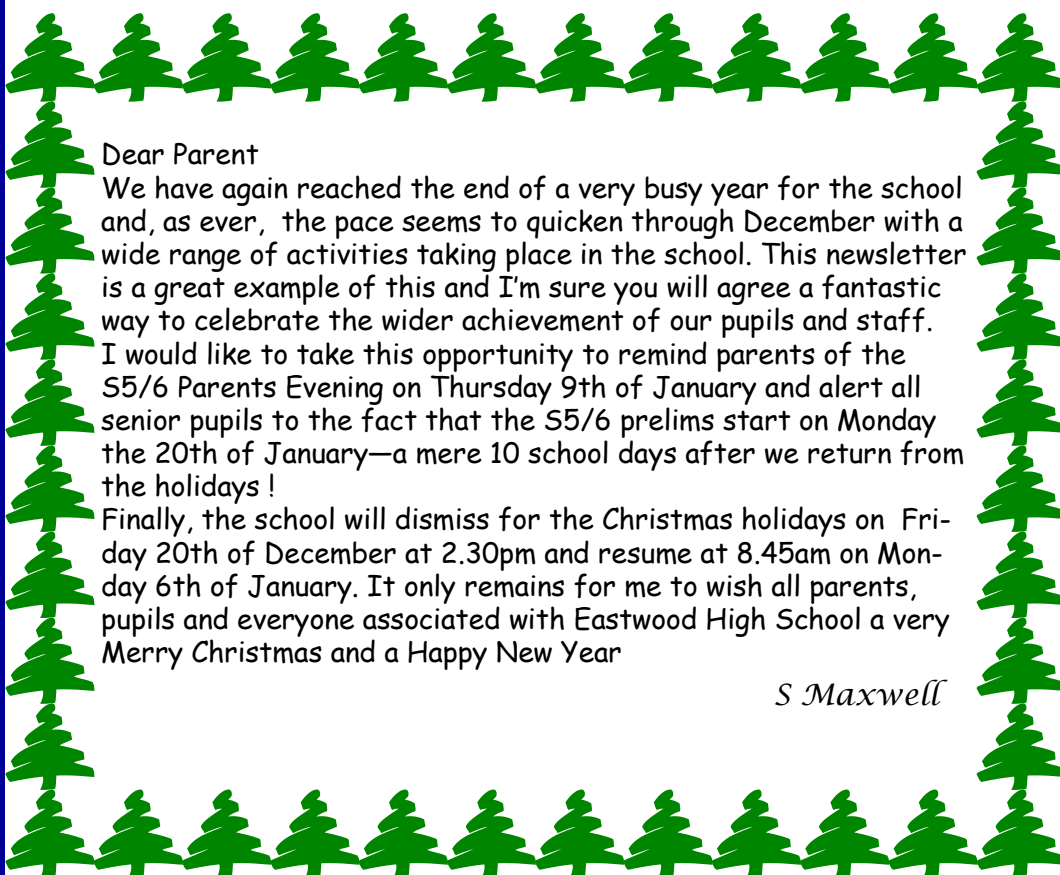 Dear Parent
We have again reached the end of a very busy year for the school
and, as ever,  the pace seems to quicken through December with a
wide range of activities taking place in the school. This newsletter
is a great example of this and I'm sure you will agree a fantastic
way to celebrate the wider achievement of our pupils and staff.
I would like to take this opportunity to remind parents of the
S5/6 Parents Evening on Thursday 9th of January and alert all
senior pupils to the fact that the S5/6 prelims start on Monday
the 20th of January—a mere 10 school days after we return from
the holidays !
Finally, the school will dismiss for the Christmas holidays on  Fri-
day 20th of December at 2.30pm and resume at 8.45am on Mon-
day 6th of January. It only remains for me to wish all parents,
pupils and everyone associated with Eastwood High School a very
Merry Christmas and a Happy New Year
S Maxwell